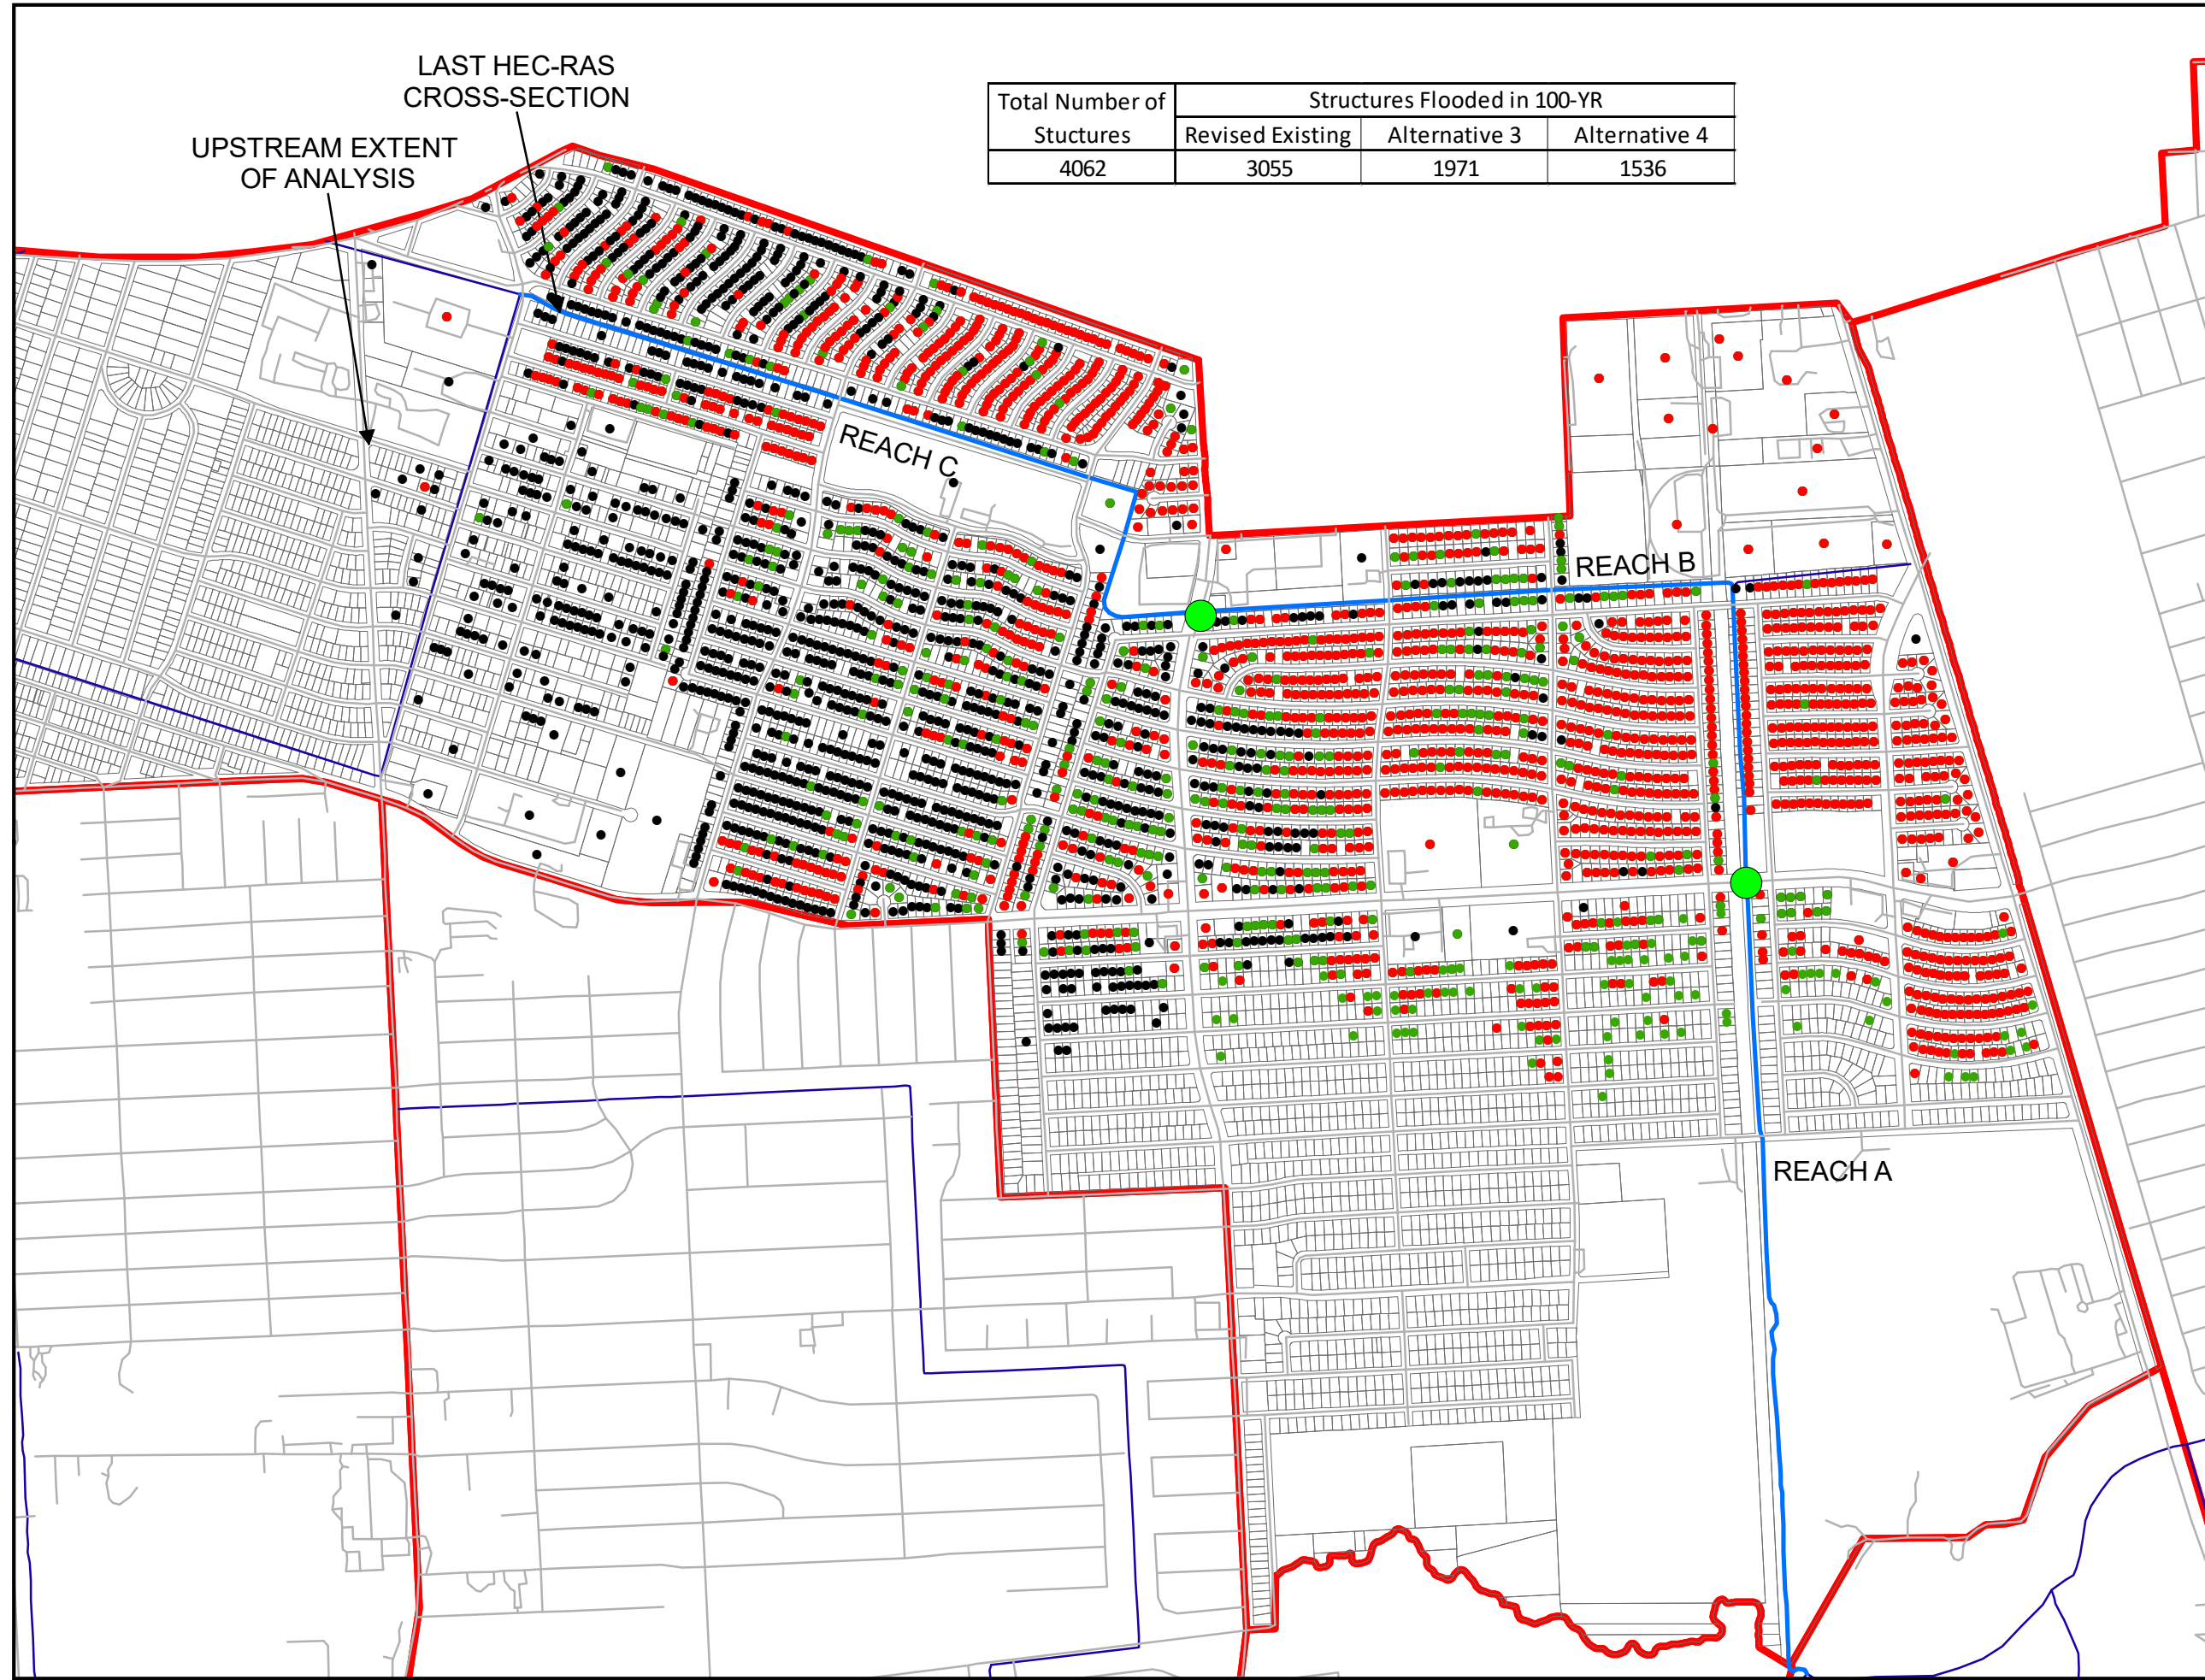 LAST HEC-RAS
CROSS-SECTION
UPSTREAM EXTENT
OF ANALYSIS
Total Number of
Stuctures
Structures Flooded in 100-YR
Revised Existing Alternative 3 Alternative 4
4062 3055 1971 1536
REACH C
REACH B
REACH A